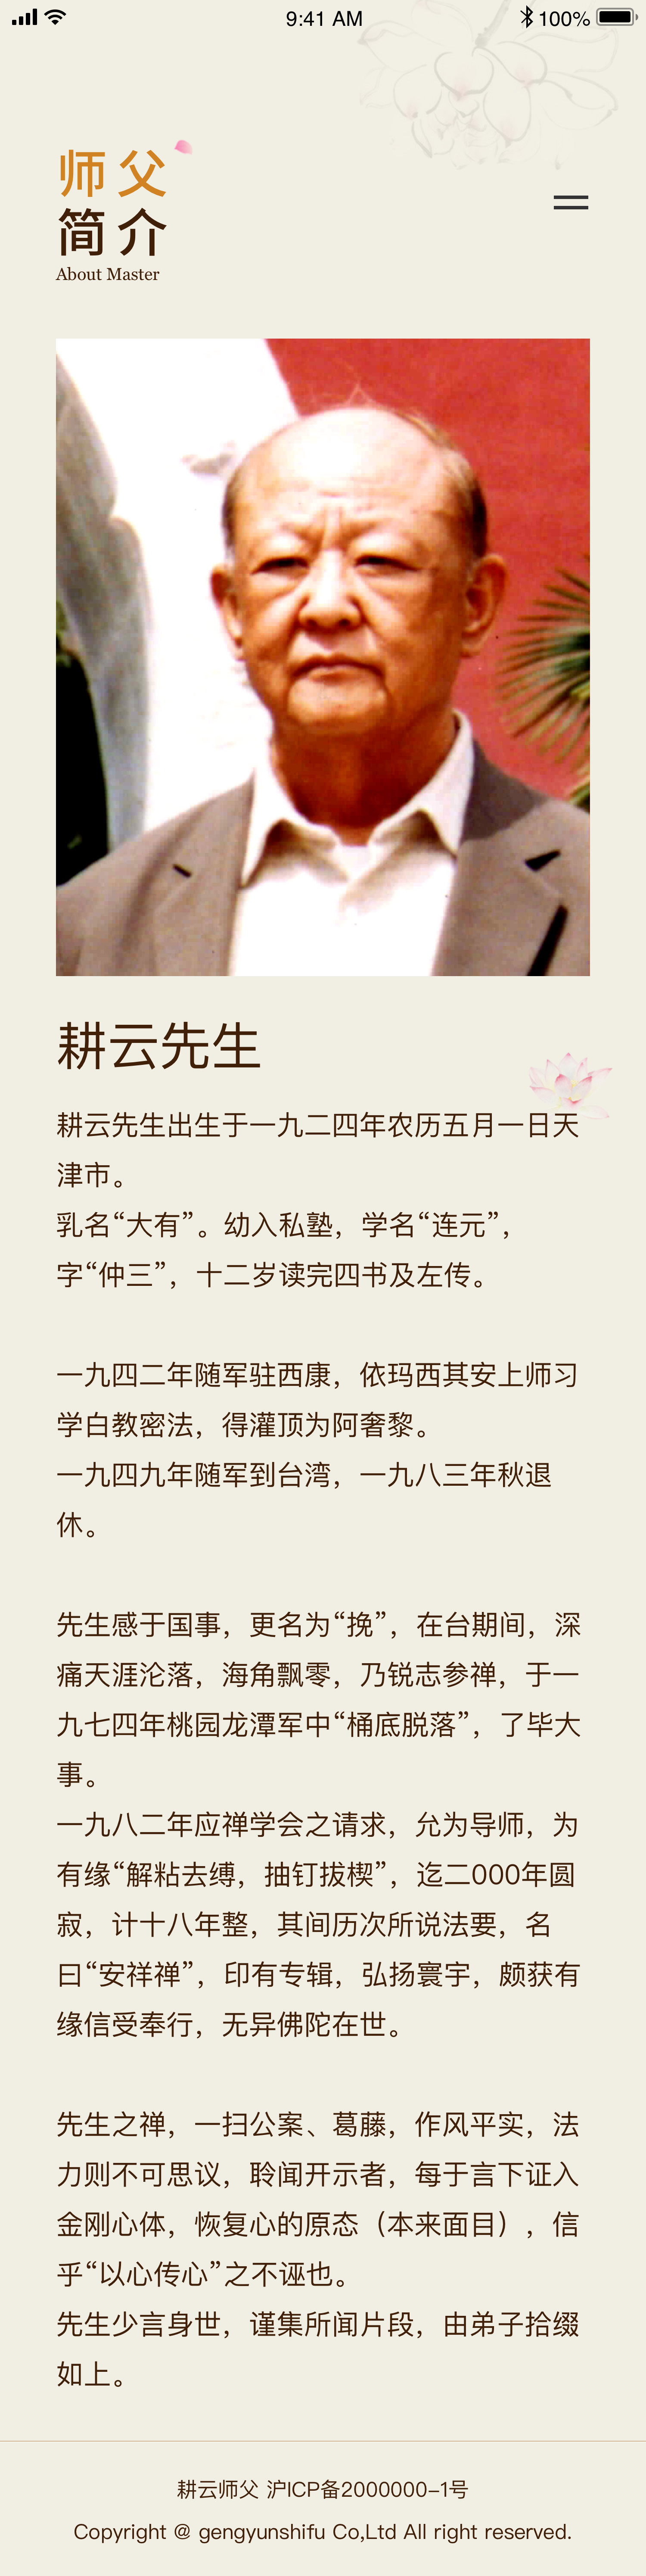 9:41 AM
100%
师父
简介
About Master
耕云先生
耕云先生出生于一九二四年农历五月一日天
津市。
乳名“大有”。幼入私塾，学名“连元”，
字“仲三”，十二岁读完四书及左传。
一九四二年随军驻西康，依玛西其安上师习
学白教密法，得灌顶为阿奢黎。
一九四九年随军到台湾，一九八三年秋退
休。
先生感于国事，更名为“挽”，在台期间，深
痛天涯沦落，海角飘零，乃锐志参禅，于一
九七四年桃园龙潭军中“桶底脱落”，了毕大
事。
一九八二年应禅学会之请求，允为导师，为
有缘“解粘去缚，抽钉拔楔”，迄二000年圆
寂，计十八年整，其间历次所说法要，名
曰“安祥禅”，印有专辑，弘扬寰宇，颇获有
缘信受奉行，无异佛陀在世。
先生之禅，一扫公案、葛藤，作风平实，法
力则不可思议，聆闻开示者，每于言下证入
金刚心体，恢复心的原态（本来面目），信
乎“以心传心”之不诬也。
先生少言身世，谨集所闻片段，由弟子拾缀
如上。
耕云师父 沪ICP备2000000-1号
Copyright @ gengyunshifu Co,Ltd All right reserved.